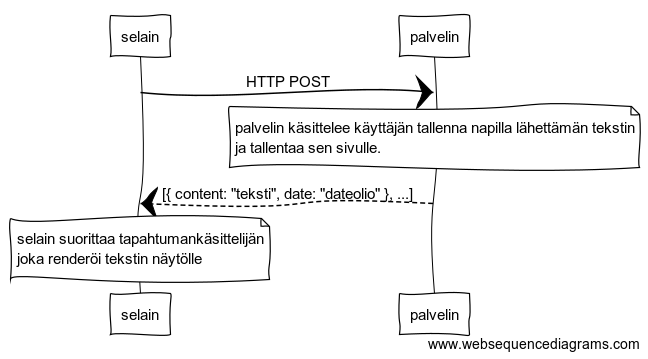 selain
palvelin
HTTP POST
palvelin käsittelee käyttäjän tallenna napilla lähettämän tekstin
ja tallentaa sen sivulle.
[{ content: "teksti", date: "dateolio" }, ...]
selain suorittaa tapahtumankäsittelijän
joka renderöi tekstin näytölle
selain
palvelin
www.websequencediagrams.com